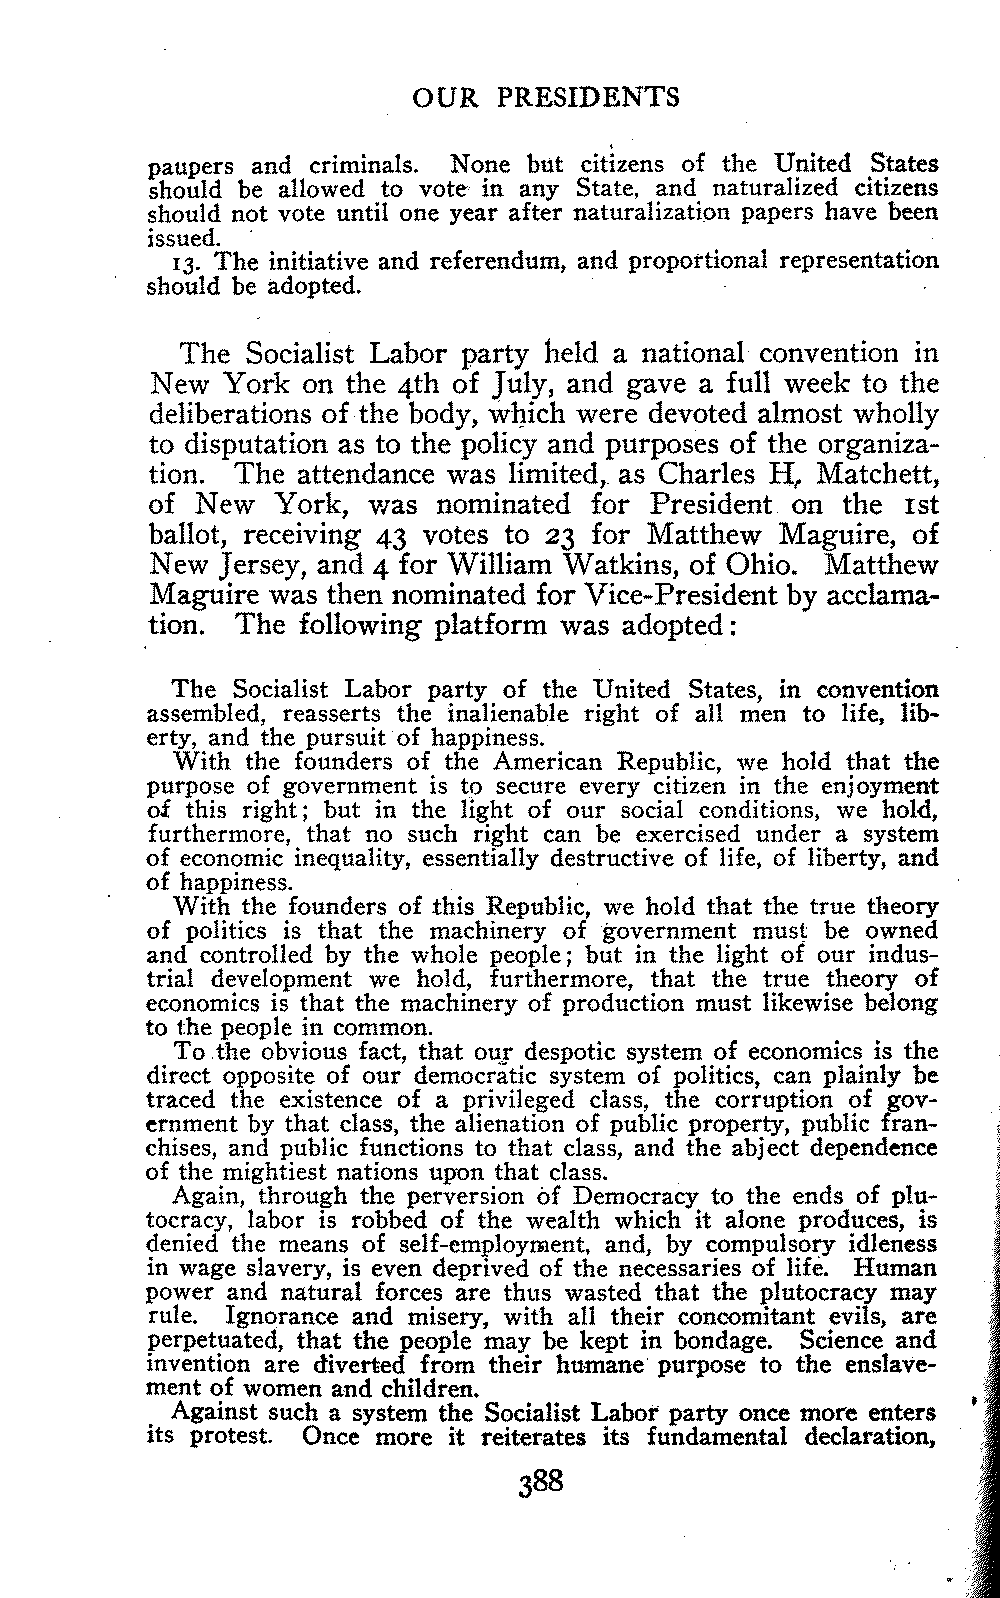 OUR PRESIDENTS
paupers and criminals. None but citizens of the United States
should be allowed to vote in any State, and naturalized citizens
should not vote until one year after naturalization papers have been
issued.
13. The initiative and referendum, and proportional representation
should be adopted.
The Socialist Labor party held a national convention in
New York on the 4th of July, and gave a full week to the
deliberations of the body, which were devoted almost wholly
to disputation as to the policy and purposes of the organiza-
tion. The attendance was limited, as Charles H. Matchett,
of New York, was nominated for President on the 1st
ballot, receiving 43 votes to 23 for Matthew Maguire, of
New Jersey, and 4 for William Watkins, of Ohio. Matthew
Maguire was then nominated for Vice-President by acclama-
tion. The following platform was adopted:
The Socialist Labor party of the United States, in convention
assembled, reasserts the inalienable right of all men to life, lib-
erty, and the pursuit of happiness.
With the founders of the American Republic, we hold that the
purpose of government is to secure every citizen in the enjoyment
of this right; but in the light of our social conditions, we hold,
furthermore, that no such right can be exercised under a system
of economic inequality, essentially destructive of life, of liberty, and
of happiness.
With the founders of this Republic, we hold that the true theory
of politics is that the machinery of government must be owned
and controlled by the whole people; but in the light of our indus-
trial development we hold, furthermore, that the true theory of
economics is that the machinery of production must likewise belong
to the people in common.
To the obvious fact, that our despotic system of economics is the
direct opposite of our democratic system of politics, can plainly be
traced the existence of a privileged class, the corruption of gov-
ernment by that class, the alienation of public property, public fran-
chises, and public functions to that class, and the abject dependence
of the mightiest nations upon that class.
Again, through the perversion of Democracy to the ends of plu-
tocracy, labor is robbed of the wealth which it alone produces, is
denied the means of self-employment, and, by compulsory idleness
in wage slavery, is even deprived of the necessaries of life. Human
power and natural forces are thus wasted that the plutocracy may
rule. Ignorance and misery, with all their concomitant evils, are
perpetuated, that the people may be kept in bondage. Science and
invention are diverted from their humane purpose to the enslave-
ment of women and children.
Against such a system the Socialist Labor party once more enters
its protest. Once more it reiterates its fundamental declaration,
388